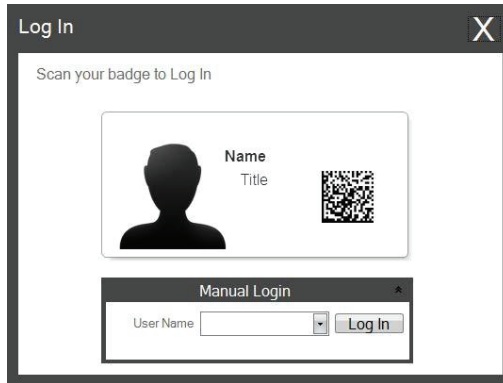 Log In X
Scan your badge to Log In
Name
Title
Manual Login
User Name Log In